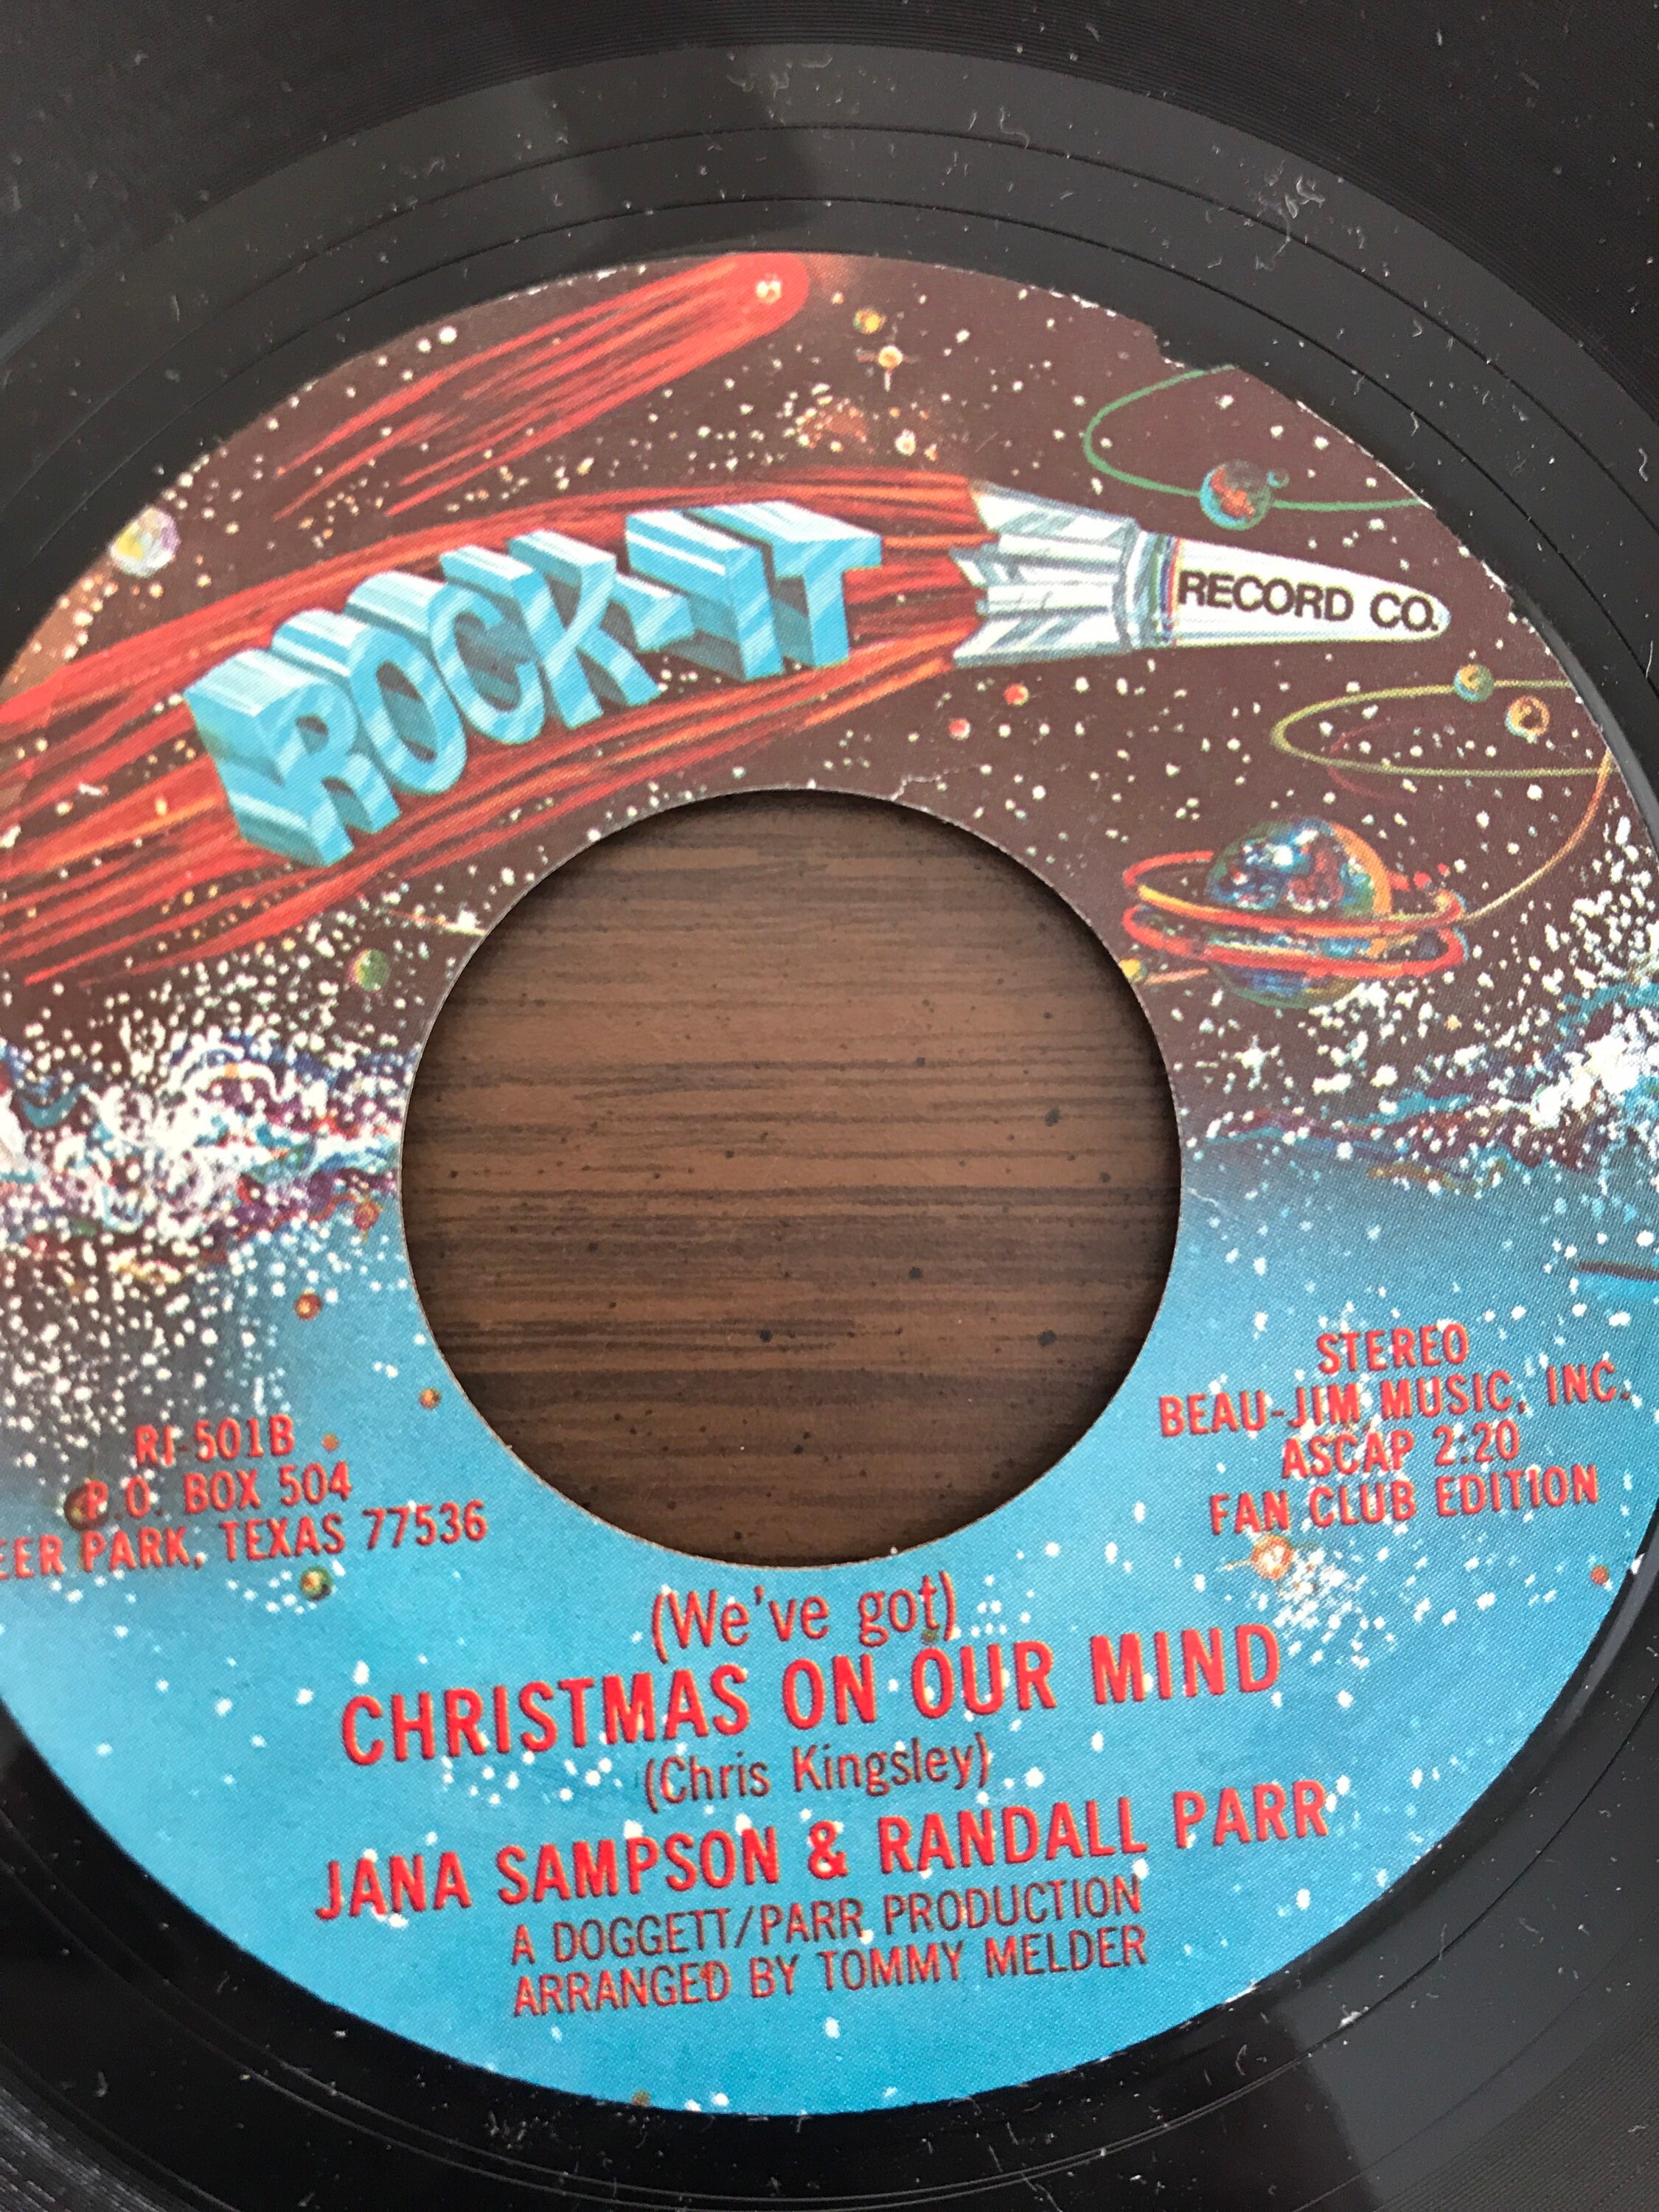 ROCK-IT
RECORD CO.
STEREO
BEAU-JIM MUSIC, INC.
ASCAP 2:20
FAN CLUB EDITION
RI-501B
P.O. BOX 504
EER PARK, TEXAS 77536
(We've got)
CHRISTMAS ON OUR MIND
(Chris Kingsley)
JANA SAMPSON & RANDALL PARR
A DOGGETT/PARR PRODUCTION
ARRANGED BY TOMMY MELDER